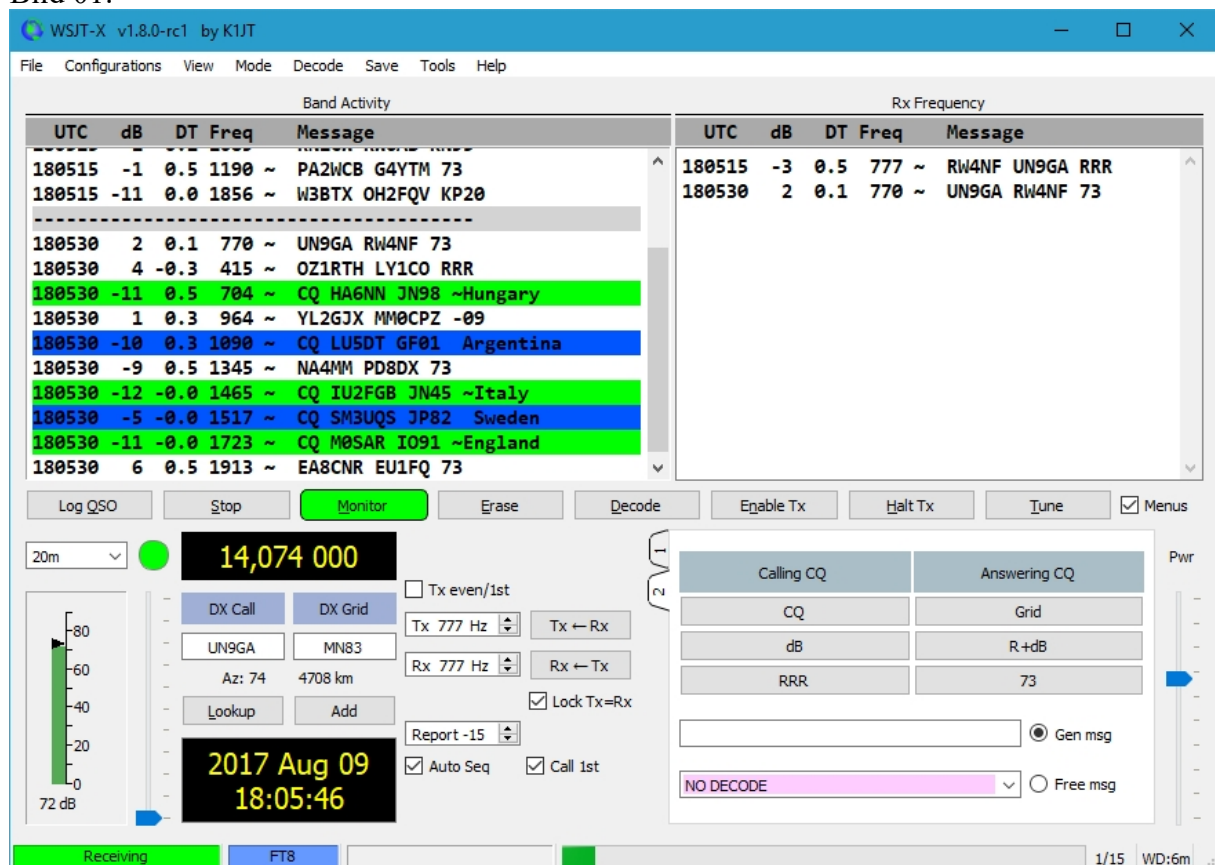 Bild 01:
WSJT-X v1.8.0-rc1 by K1JT
File Configurations View Mode Decode Save Tools Help
Band Activity
UTC dB DT Freq Message
180515 -1 0.5 1190 ~ PA2WCB G4YTM 73
180515 -11 0.0 1856 ~ W3BTX OH2FQV KP20
----------------------------------------
180530 2 0.1 770 ~ UN9GA RW4NF 73
180530 4 -0.3 415 ~ OZ1RTH LY1CO RRR
180530 -11 0.5 704 ~ CQ HA6NN JN98 ~Hungary
180530 1 0.3 964 ~ YL2GJX MM0CPZ -09
180530 -10 0.3 1090 ~ CQ LU5DT GF01 Argentina
180530 -9 0.5 1345 ~ NA4MM PD8DX 73
180530 -12 -0.0 1465 ~ CQ IU2FGB JN45 ~Italy
180530 -5 -0.0 1517 ~ CQ SM3UQS JP82 Sweden
180530 -11 -0.0 1723 ~ CQ M0SAR IO91 ~England
180530 6 0.5 1913 ~ EA8CNR EU1FQ 73
Rx Frequency
UTC dB DT Freq Message
180515 -3 0.5 777 ~ RW4NF UN9GA RRR
180530 2 0.1 770 ~ UN9GA RW4NF 73
Log QSO Stop Monitor Erase Decode Enable Tx Halt Tx Tune Menus
20m
14,074 000
DX Call DX Grid
UN9GA MN83
Az: 74 4708 km
Lookup Add
2017 Aug 09
18:05:46
-80
-60
-40
-20
-0
72 dB
Tx even/1st
Tx 777 Hz Tx ← Rx
Rx 777 Hz Rx ← Tx
Lock Tx=Rx
Report -15
Auto Seq Call 1st
1
2
Calling CQ Answering CQ
CQ Grid
dB R+dB
RRR 73
Gen msg
NO DECODE Free msg
Pwr
Receiving FT8 1/15 WD:6m